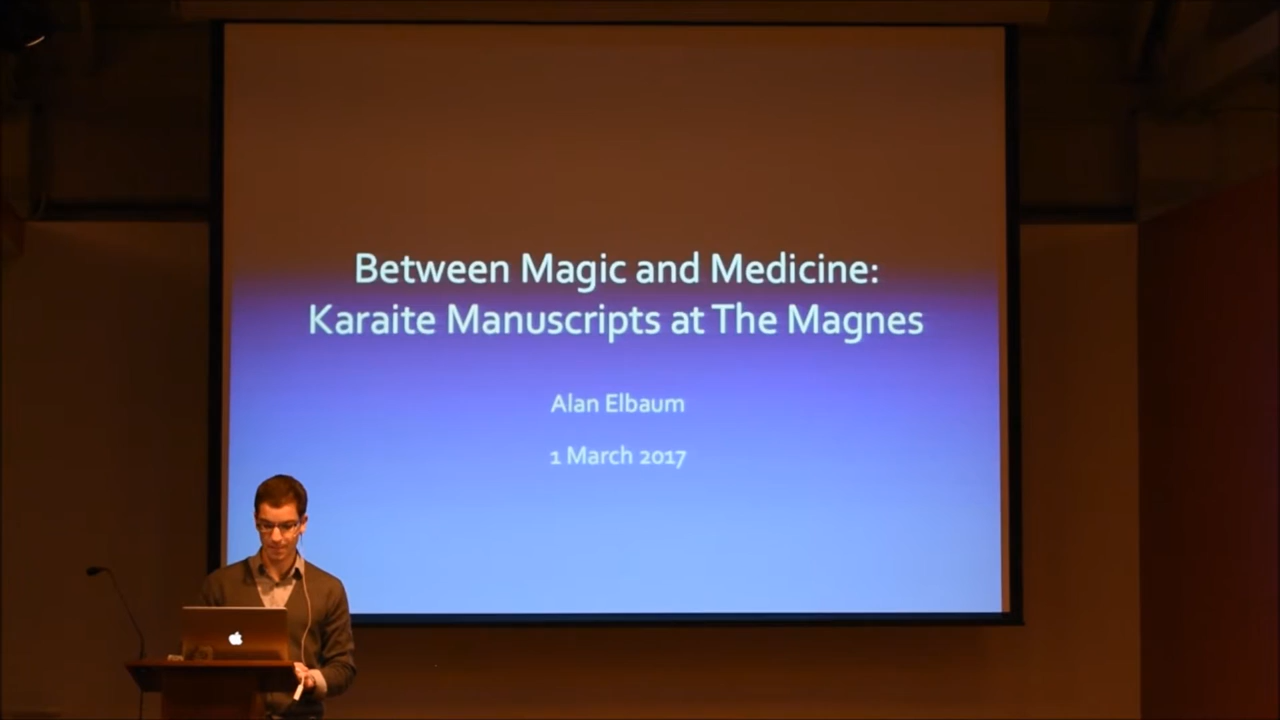 Between Magic and Medicine:
Karaite Manuscripts at The Magnes
Alan Elbaum
1 March 2017